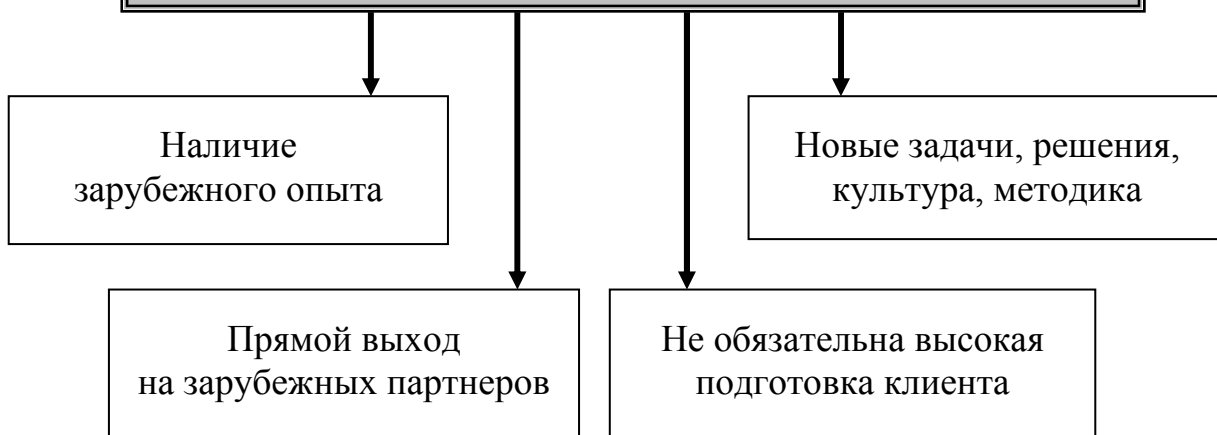 Наличие
зарубежного опыта
Новые задачи, решения,
культура, методика
Прямой выход
на зарубежных партнеров
Не обязательна высокая
подготовка клиента